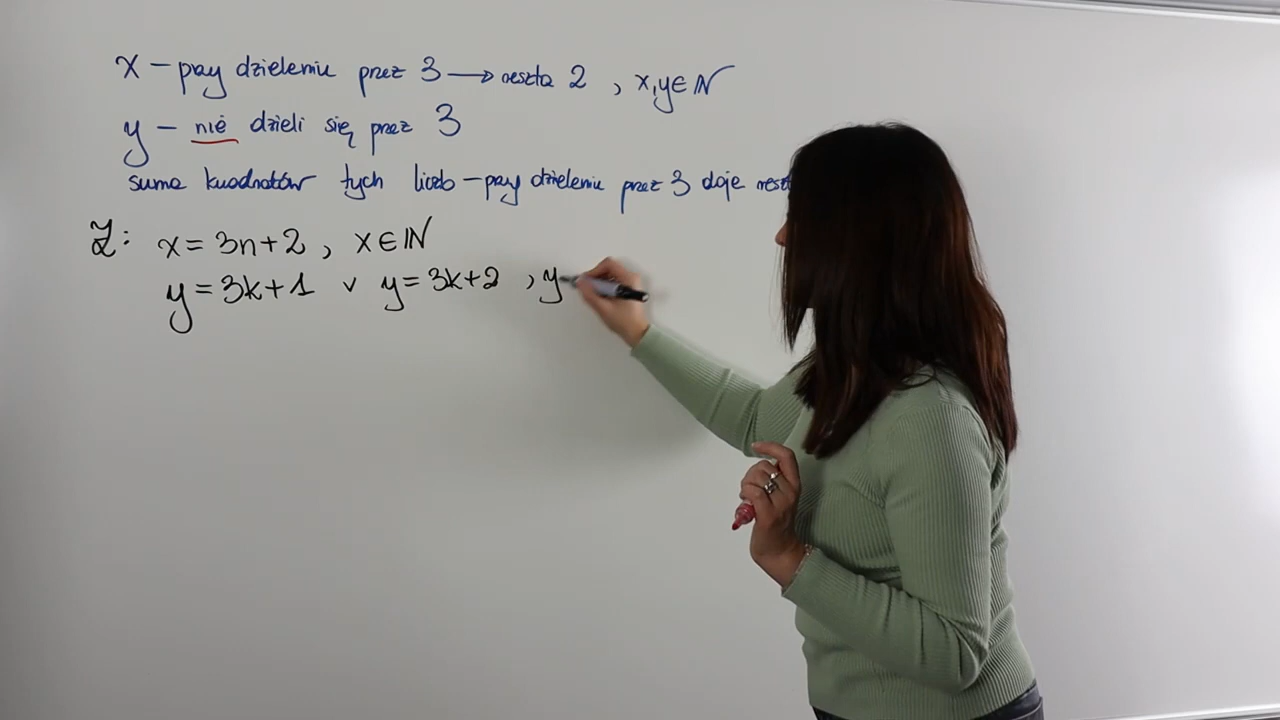 x – przy dzieleniu przez 3 → reszta 2 , x,y∈ℕ
y – nie dzieli się przez 3
suma kwadratów tych liczb – przy dzieleniu przez 3 daje
Z: x = 3n+2 , x∈ℕ
y = 3k+1 ∨ y = 3k+2 , y